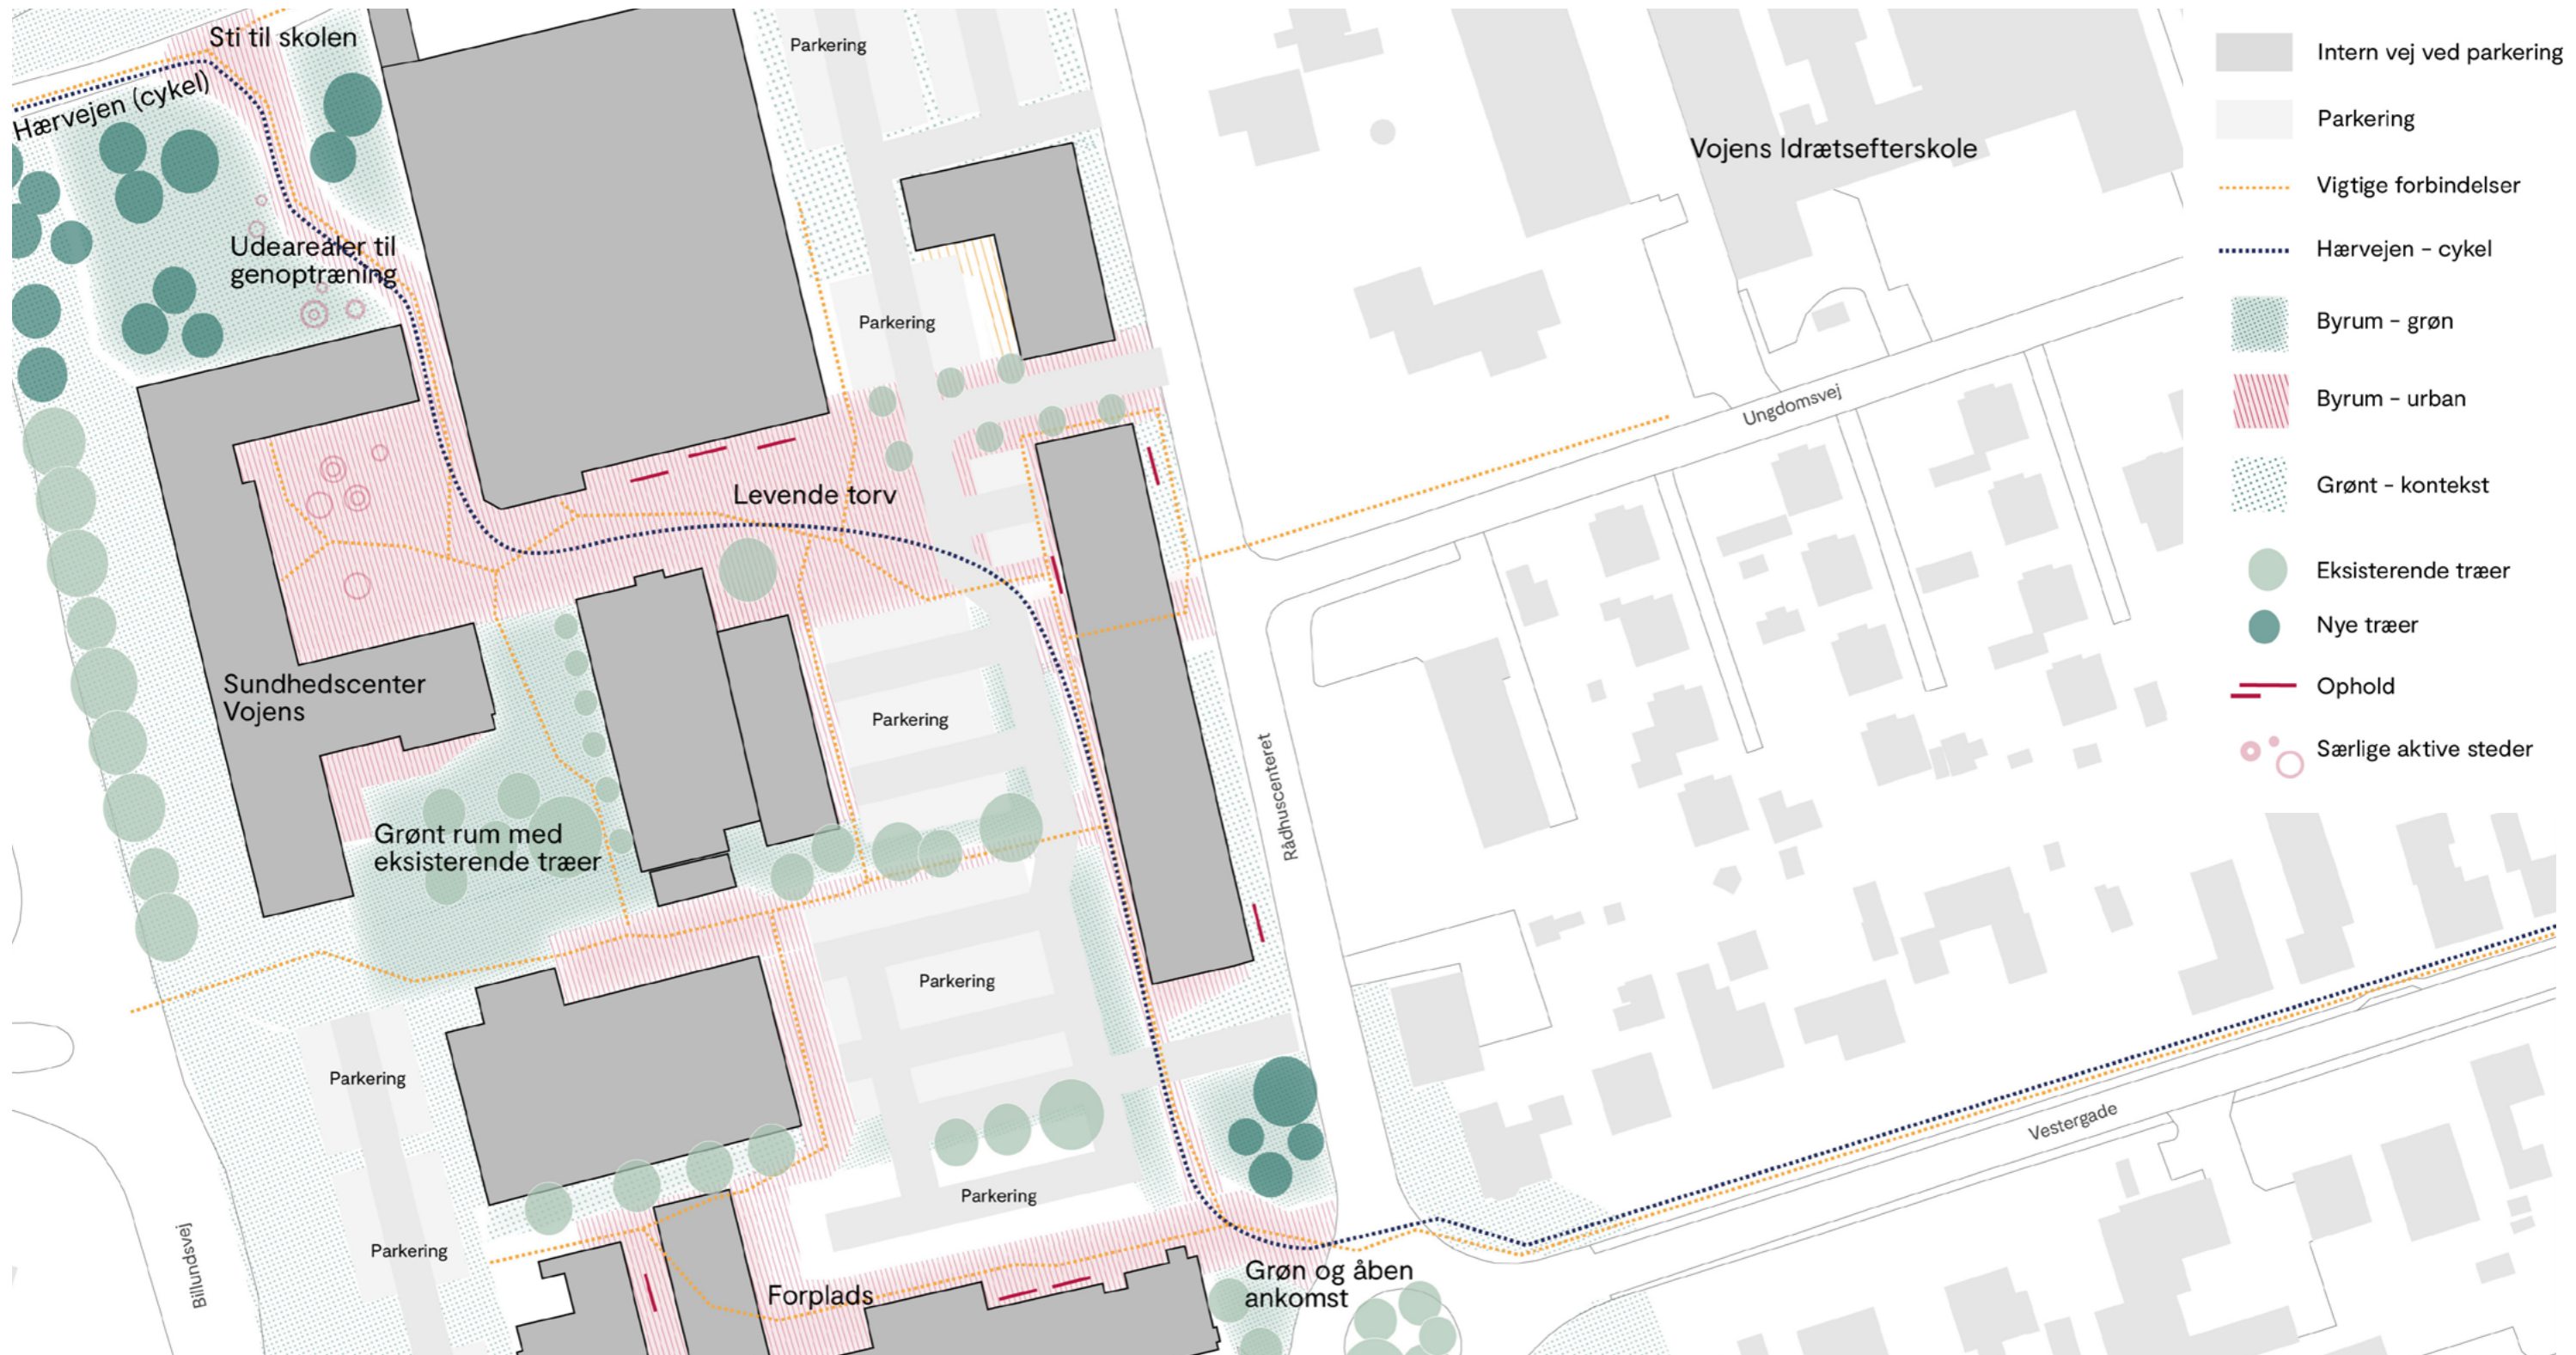 Sti til skolen
Hærvejen (cykel)
Udearealer til
genoptræning
Parkering
Parkering
Levende torv
Sundhedscenter
Vojens
Parkering
Grønt rum med
eksisterende træer
Parkering
Parkering
Parkering
Parkering
Forplads
Grøn og åben
ankomst
Billundsvej
Rådhuscenteret
Vojens Idrætsefterskole
Ungdomsvej
Vestergade
Intern vej ved parkering
Parkering
Vigtige forbindelser
Hærvejen - cykel
Byrum - grøn
Byrum - urban
Grønt - kontekst
Eksisterende træer
Nye træer
Ophold
Særlige aktive steder